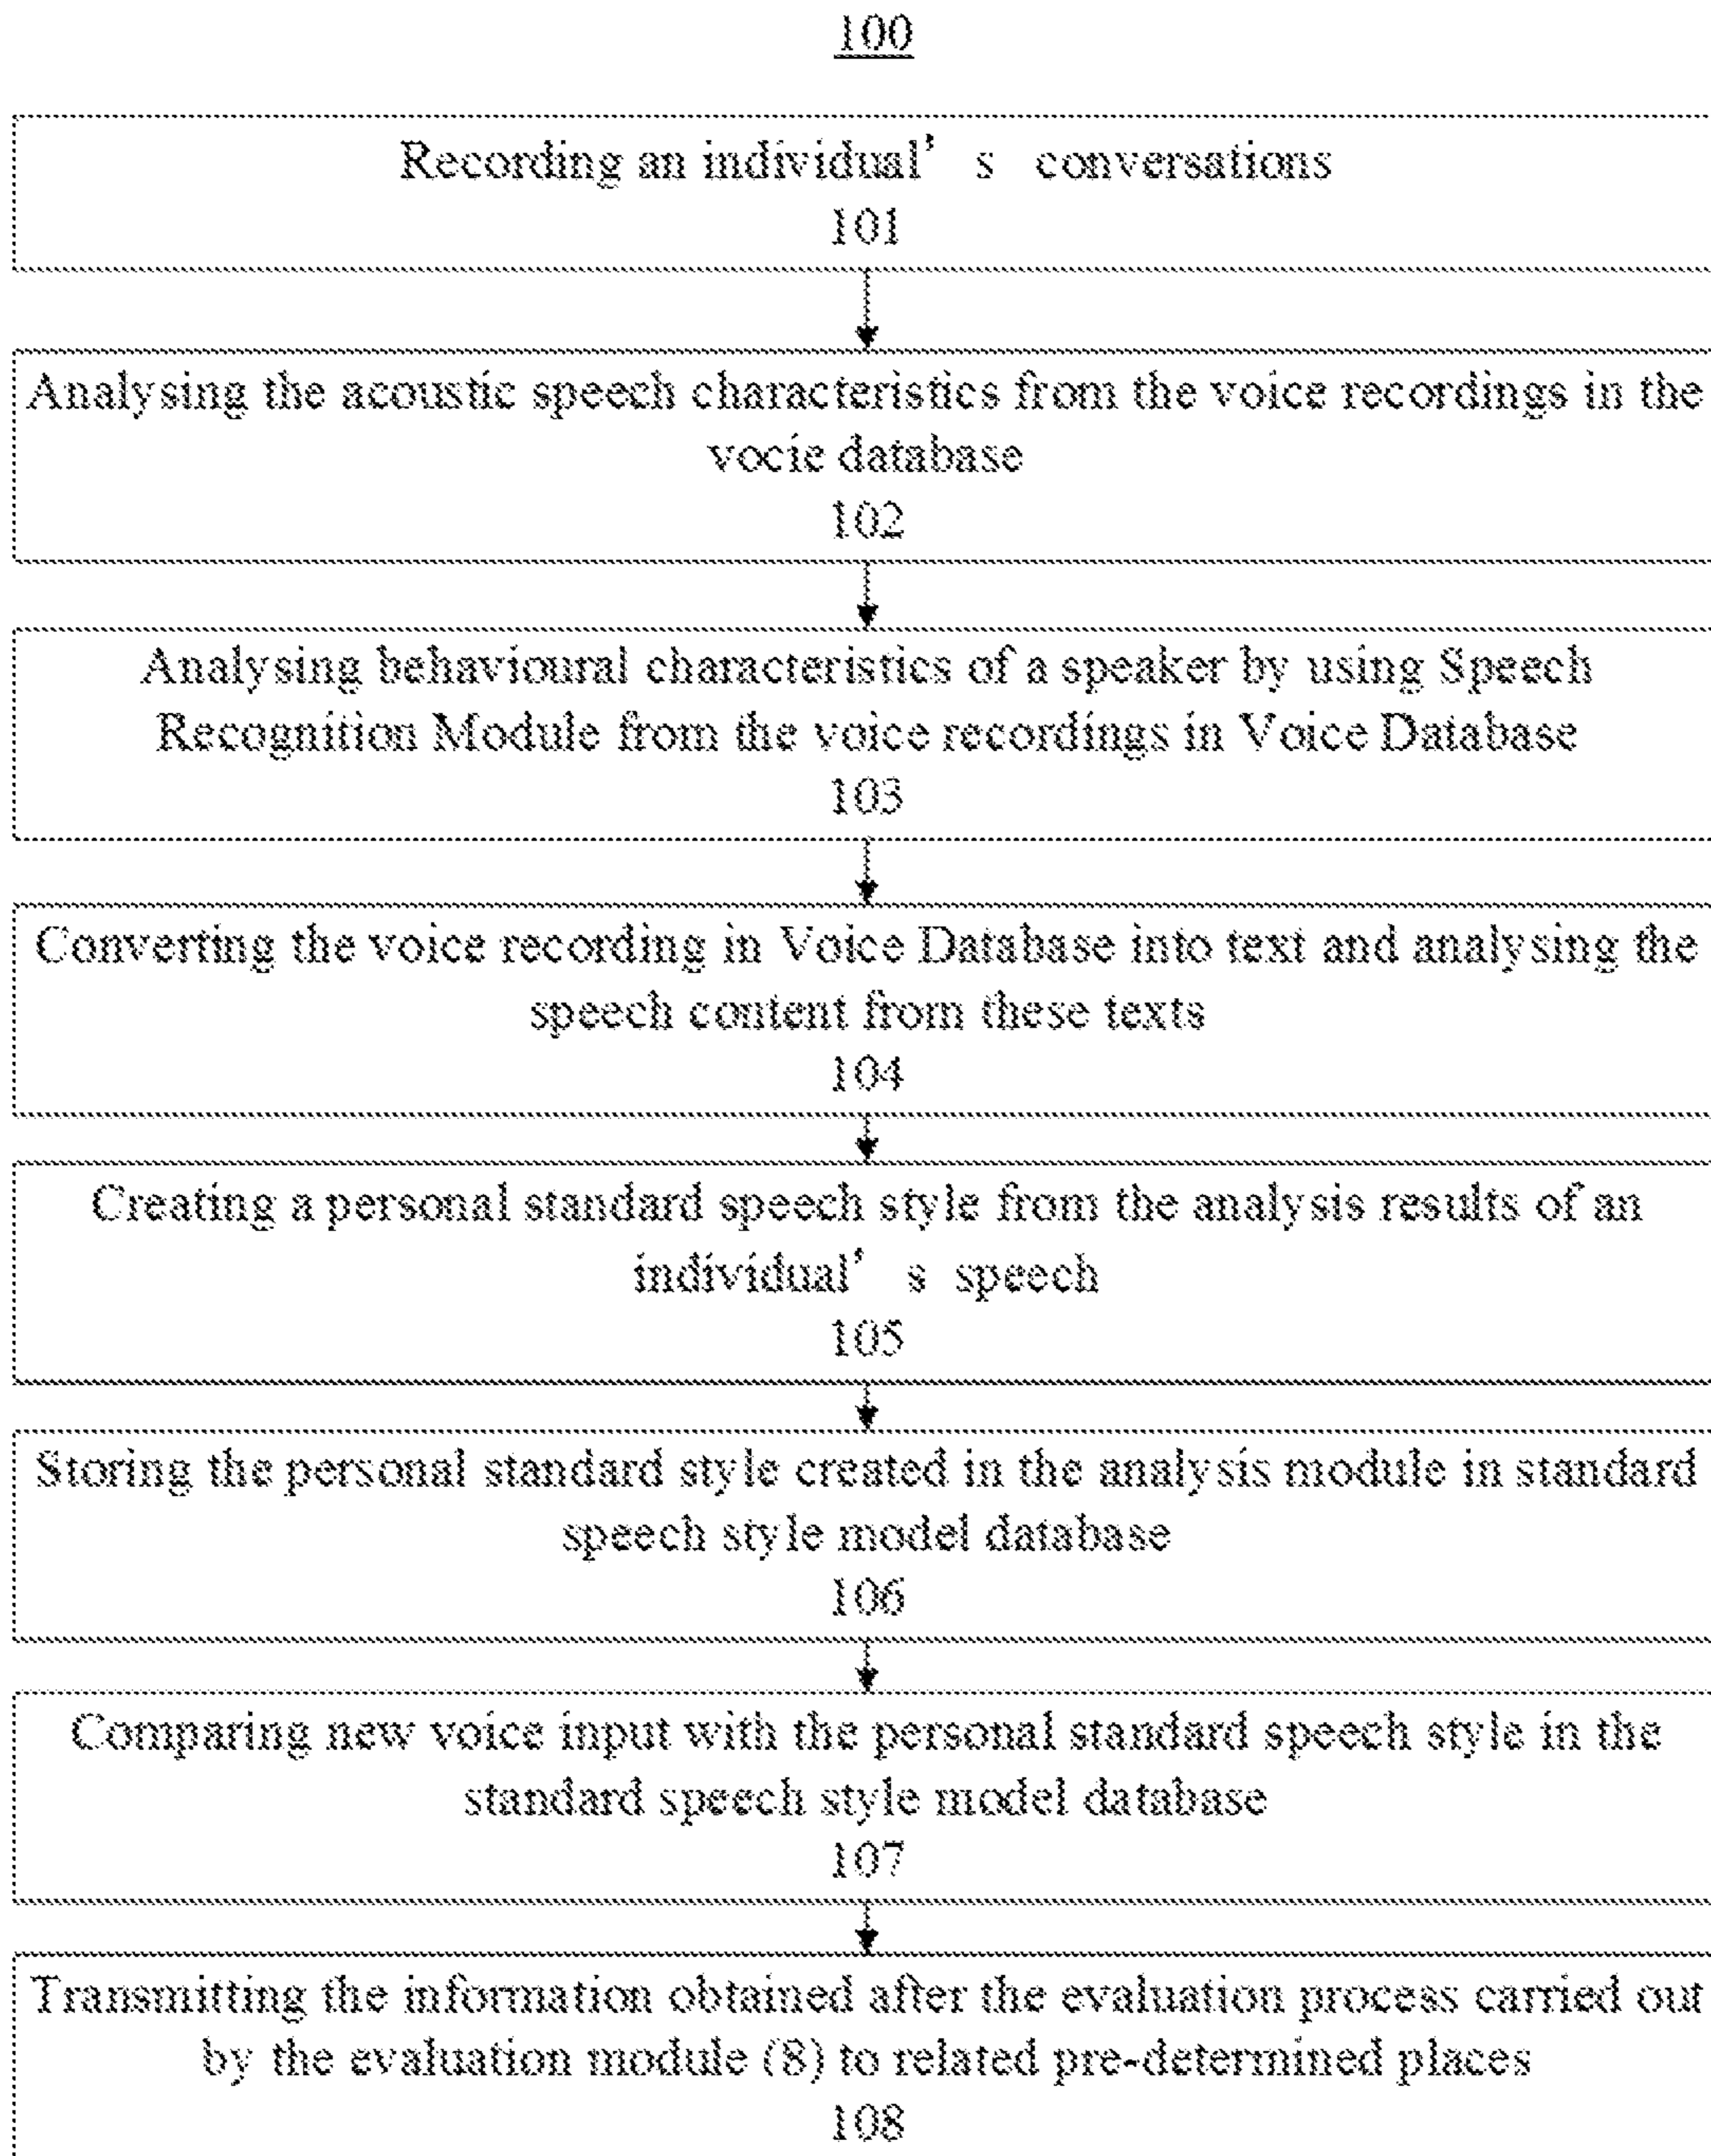 100
Recording an individual’ s conversations
101
Analysing the acoustic speech characteristics from the voice recordings in the
vocie database
102
Analysing behavioural characteristics of a speaker by using Speech
Recognition Module from the voice recordings in Voice Database
103
Converting the voice recording in Voice Database into text and analysing the
speech content from these texts
104
Creating a personal standard speech style from the analysis results of an
individual’ s speech
105
Storing the personal standard style created in the analysis module in standard
speech style model database
106
Comparing new voice input with the personal standard speech style in the
standard speech style model database
107
Transmitting the information obtained after the evaluation process carried out
by the evaluation module (8) to related pre-determined places
108